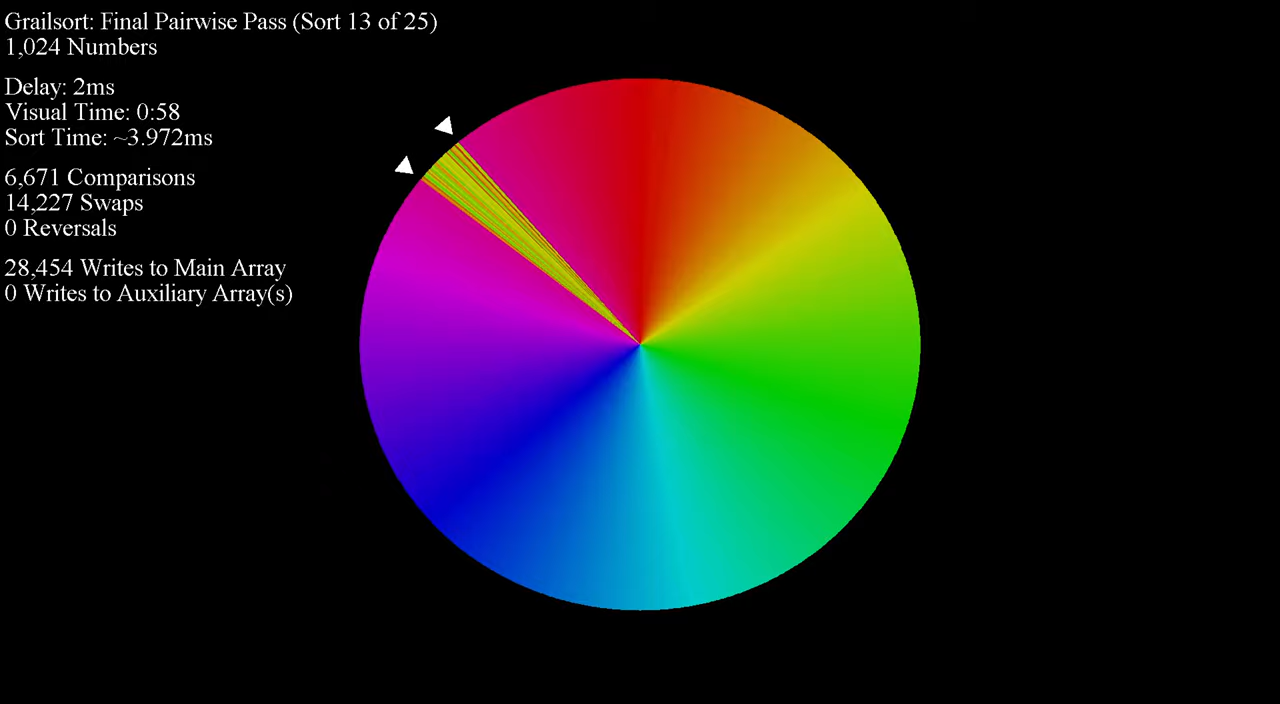 Grailsort: Final Pairwise Pass (Sort 13 of 25)
1,024 Numbers
Delay: 2ms
Visual Time: 0:58
Sort Time: ~3.972ms
6,671 Comparisons
14,227 Swaps
0 Reversals
28,454 Writes to Main Array
0 Writes to Auxiliary Array(s)